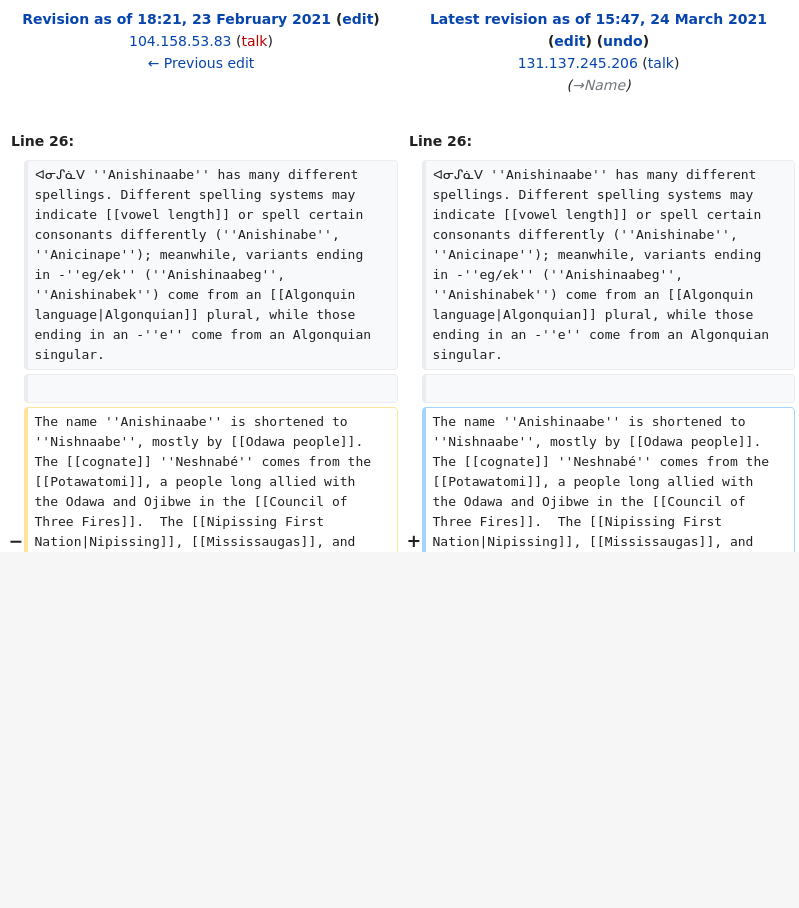 Revision as of 18:21, 23 February 2021 (edit)
104.158.53.83 (talk)
← Previous edit
Latest revision as of 15:47, 24 March 2021
(edit) (undo)
131.137.245.206 (talk)
(→Name)
Line 26:
Line 26:
ᐊᓂᔑᓈᐯ ''Anishinaabe'' has many different
spellings. Different spelling systems may
indicate [[vowel length]] or spell certain
consonants differently (''Anishinabe'',
''Anicinape''); meanwhile, variants ending
in -''eg/ek'' (''Anishinaabeg'',
''Anishinabek'') come from an [[Algonquin
language|Algonquian]] plural, while those
ending in an -''e'' come from an Algonquian
singular.
ᐊᓂᔑᓈᐯ ''Anishinaabe'' has many different
spellings. Different spelling systems may
indicate [[vowel length]] or spell certain
consonants differently (''Anishinabe'',
''Anicinape''); meanwhile, variants ending
in -''eg/ek'' (''Anishinaabeg'',
''Anishinabek'') come from an [[Algonquin
language|Algonquian]] plural, while those
ending in an -''e'' come from an Algonquian
singular.
The name ''Anishinaabe'' is shortened to
''Nishnaabe'', mostly by [[Odawa people]].
The [[cognate]] ''Neshnabé'' comes from the
[[Potawatomi]], a people long allied with
the Odawa and Ojibwe in the [[Council of
Three Fires]].  The [[Nipissing First
− Nation|Nipissing]], [[Mississaugas]], and
The name ''Anishinaabe'' is shortened to
''Nishnaabe'', mostly by [[Odawa people]].
The [[cognate]] ''Neshnabé'' comes from the
[[Potawatomi]], a people long allied with
the Odawa and Ojibwe in the [[Council of
Three Fires]].  The [[Nipissing First
+ Nation|Nipissing]], [[Mississaugas]], and